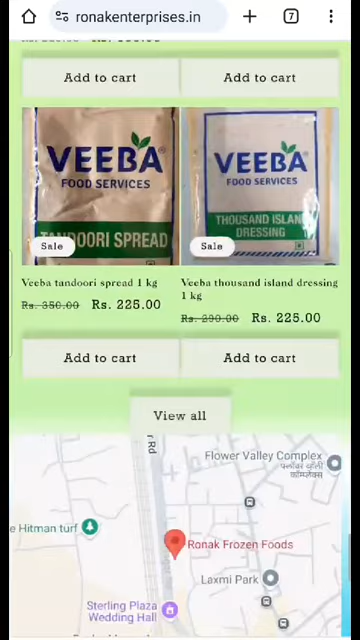 ronakenterprises.in
7
Add to cart
Add to cart
VEEBA
FOOD SERVICES
TANDOORI SPREAD
Sale
VEEBA
FOOD SERVICES
THOUSAND ISLAND
DRESSING
Sale
Veeba tandoori spread 1 kg
Rs. 350.00 Rs. 225.00
Veeba thousand island dressing
1 kg
Rs. 290.00 Rs. 225.00
Add to cart
Add to cart
View all
Rd
Flower Valley Complex
फ्लॉवर व्हॅली
कॉम्प्लेक्स
e Hitman turf
Ronak Frozen Foods
Laxmi Park
Sterling Plaza
Wedding Hall